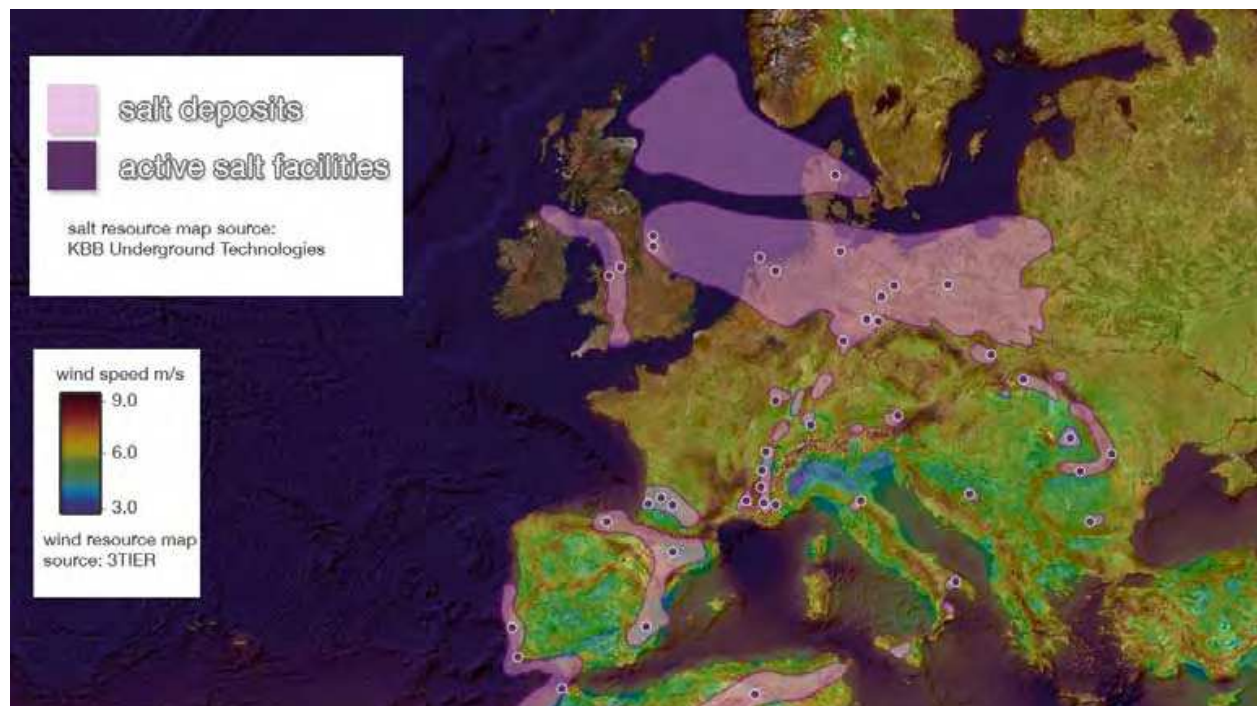 salt deposits
active salt facilities
salt resource map source:
KBB Underground Technologies
wind speed m/s
9.0
6.0
3.0
wind resource map
source: 3TIER